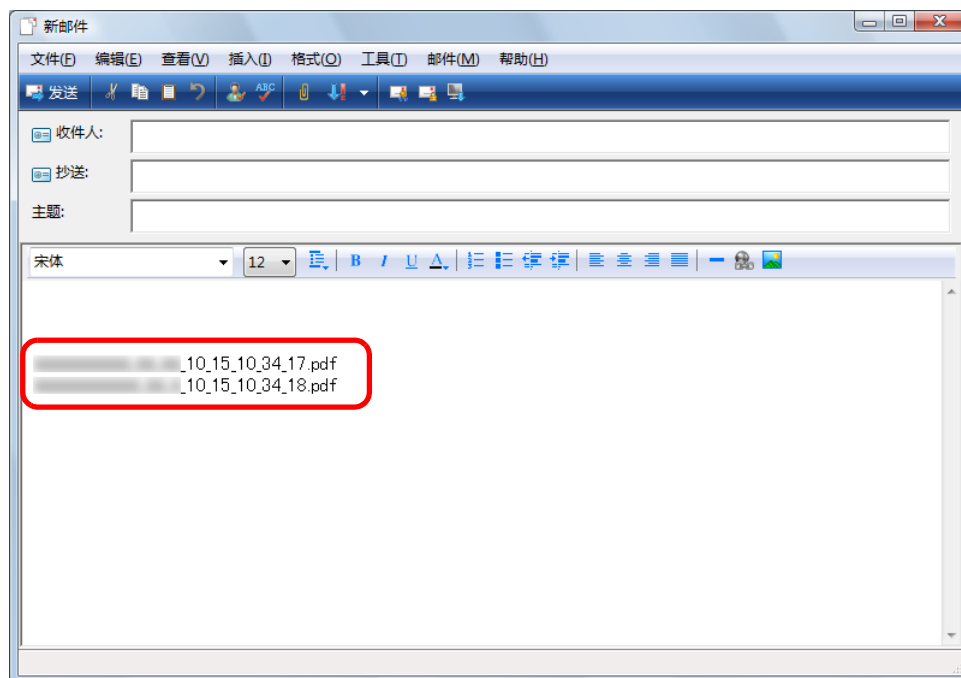 新邮件
文件(F) 编辑(E) 查看(V) 插入(I) 格式(O) 工具(T) 邮件(M) 帮助(H)
发送 ABC
收件人:
抄送:
主题:
宋体 12 B I U A
_10_15_10_34_17.pdf
_10_15_10_34_18.pdf